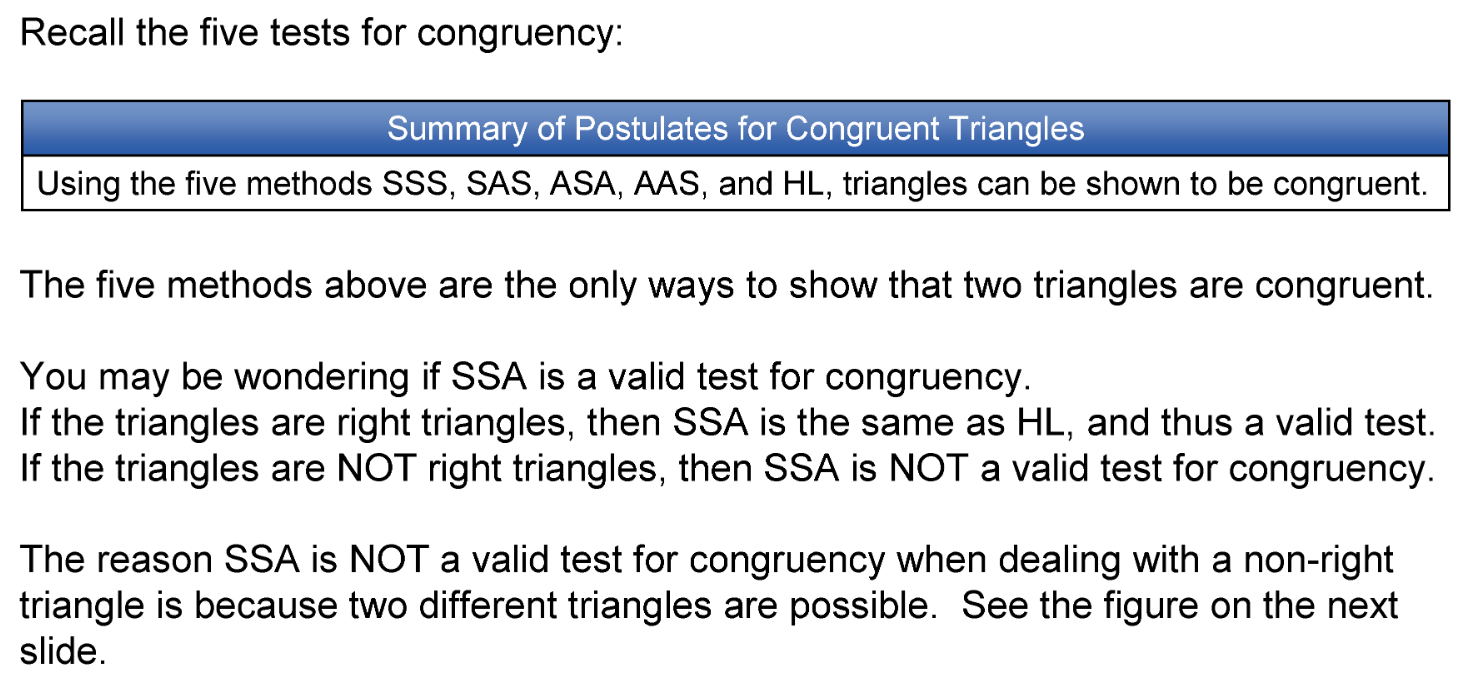 Recall the five tests for congruency:
Summary of Postulates for Congruent Triangles
Using the five methods SSS, SAS, ASA, AAS, and HL, triangles can be shown to be congruent.
The five methods above are the only ways to show that two triangles are congruent.
You may be wondering if SSA is a valid test for congruency.
If the triangles are right triangles, then SSA is the same as HL, and thus a valid test.
If the triangles are NOT right triangles, then SSA is NOT a valid test for congruency.
The reason SSA is NOT a valid test for congruency when dealing with a non-right
triangle is because two different triangles are possible.  See the figure on the next
slide.